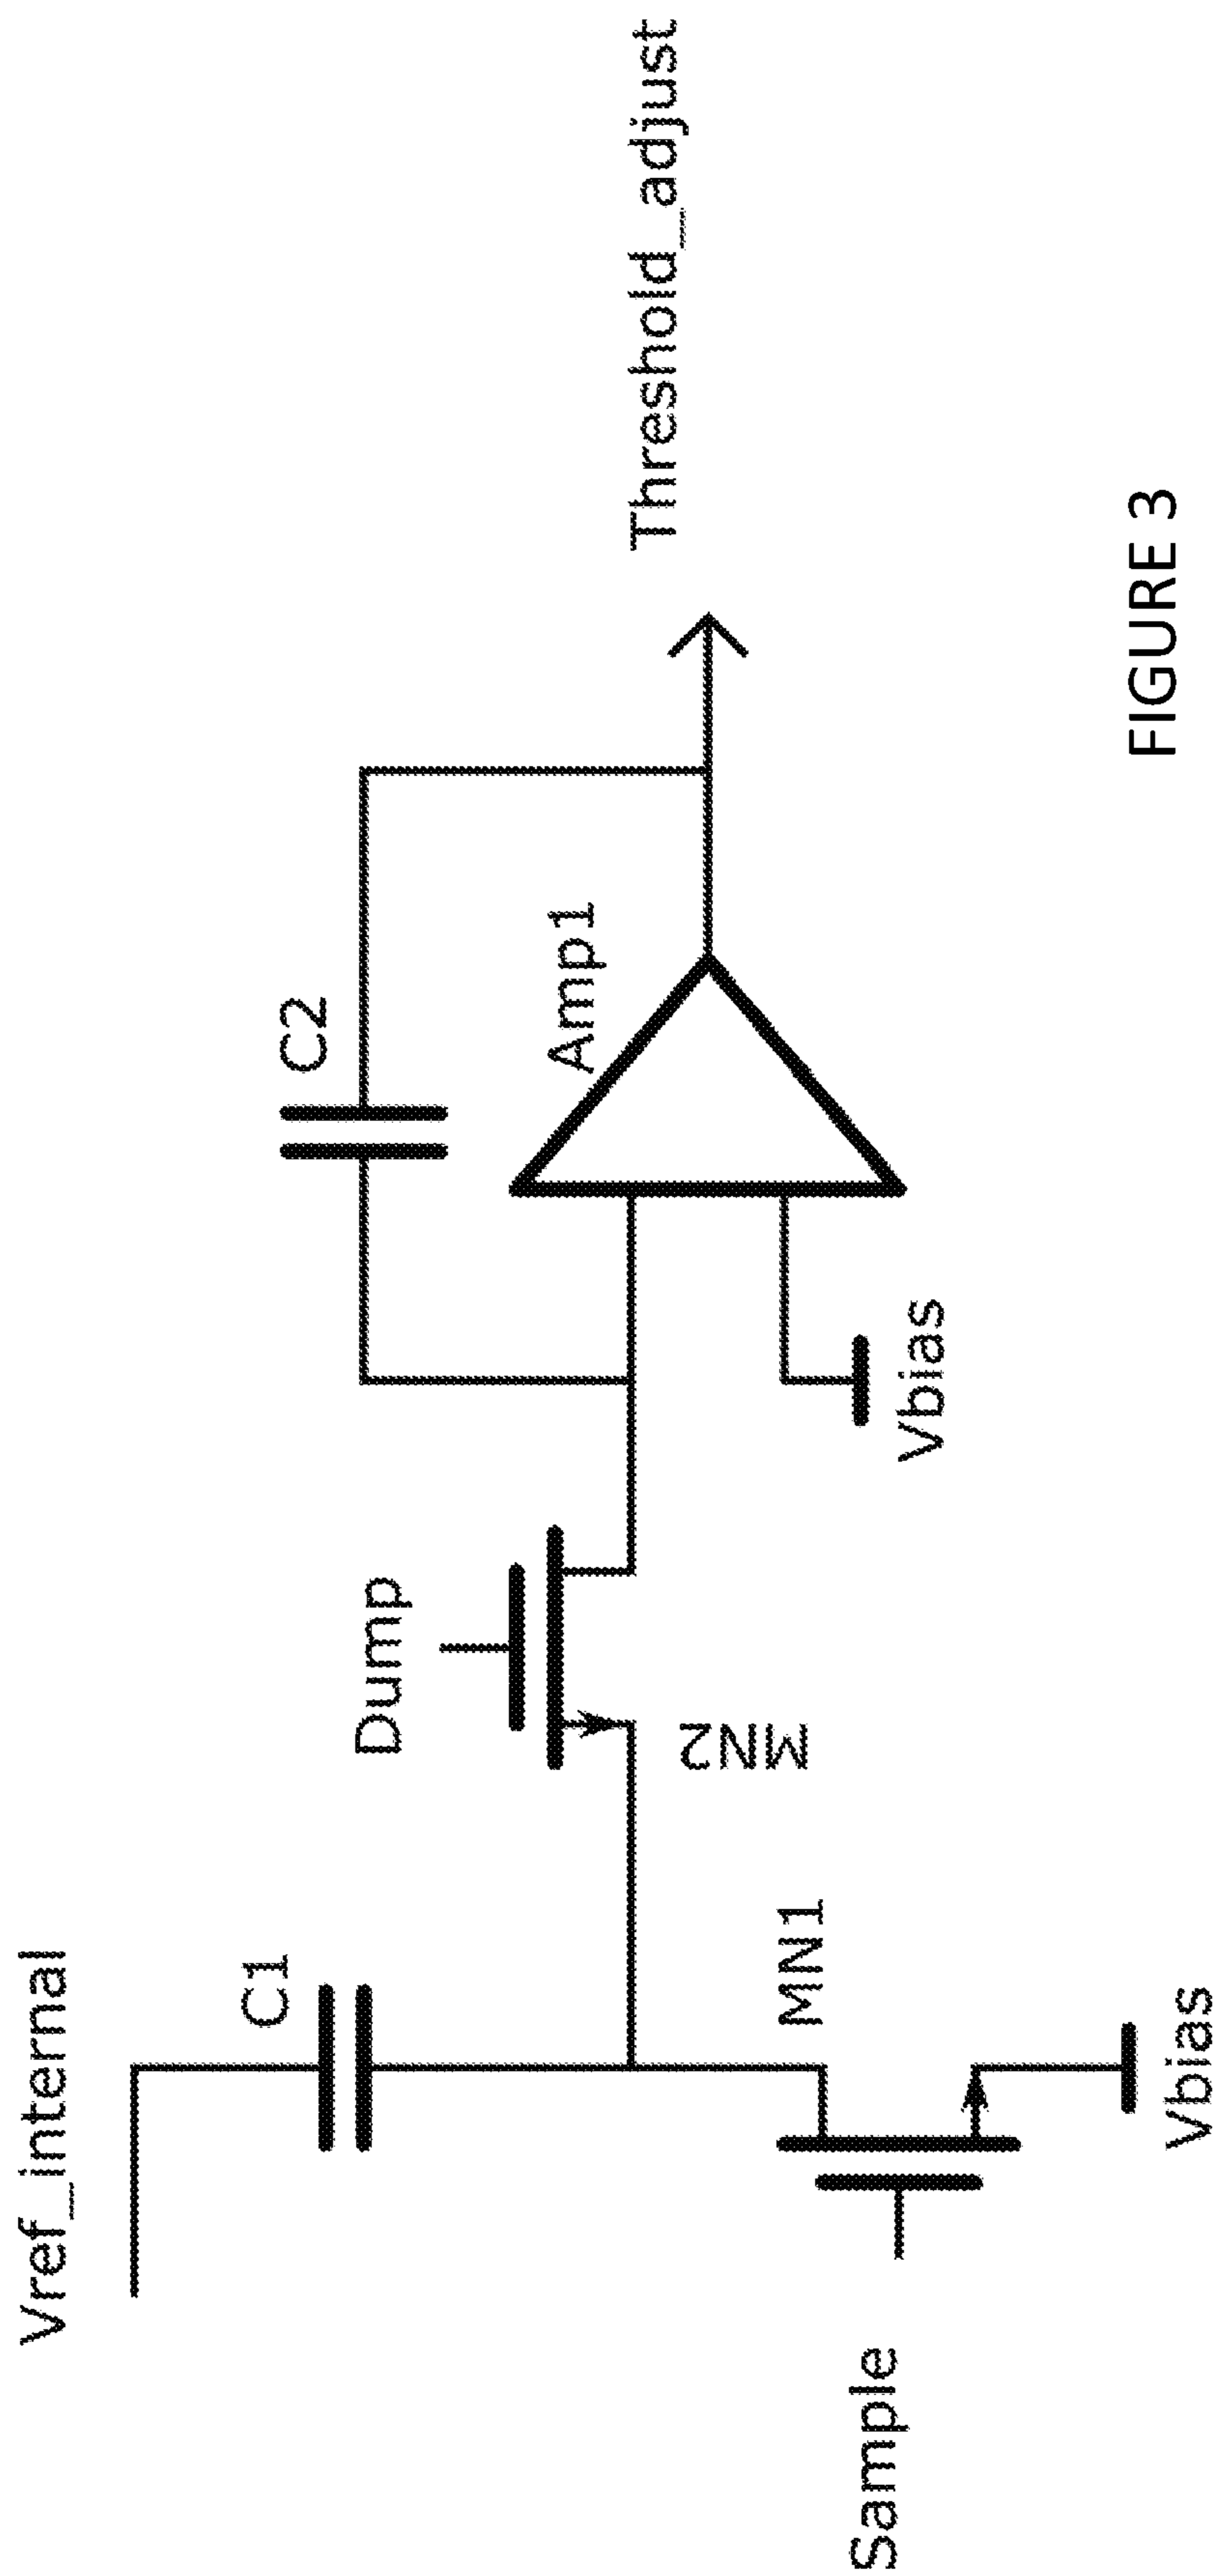 Vref_internal
C1
Dump
C2
Amp1
Threshold_adjust
MN2
MN1
Sample
Vbias
Vbias
FIGURE 3